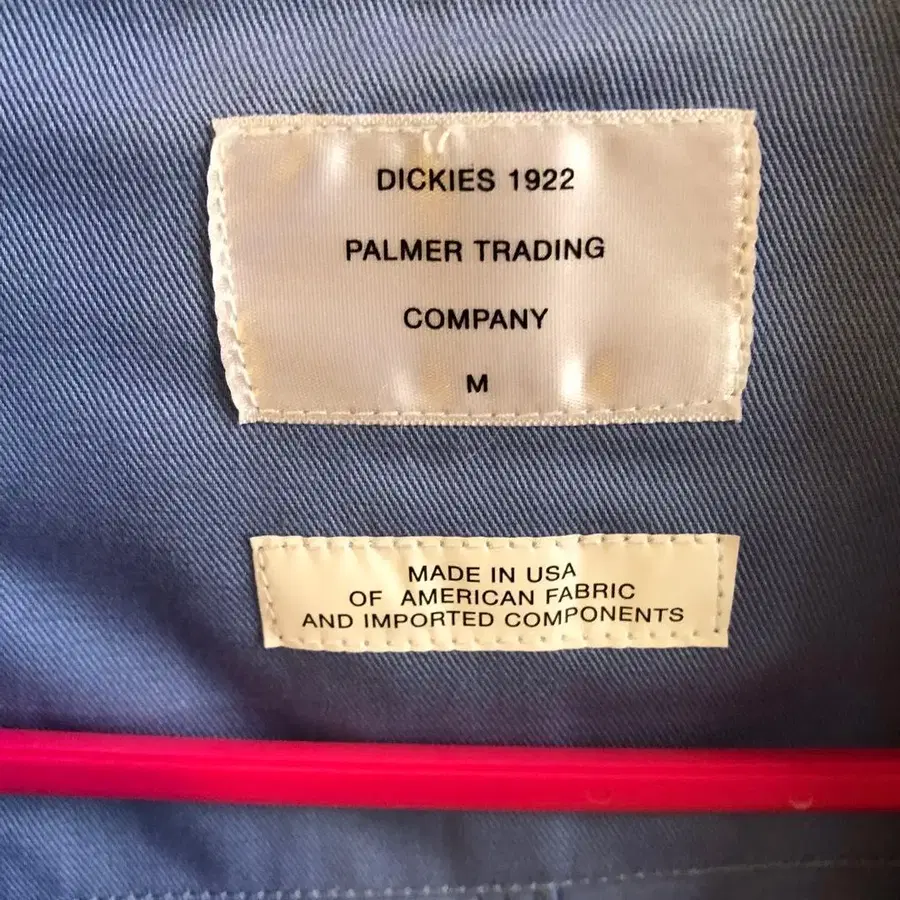 DICKIES 1922
PALMER TRADING
COMPANY
M
MADE IN USA
OF AMERICAN FABRIC
AND IMPORTED COMPONENTS